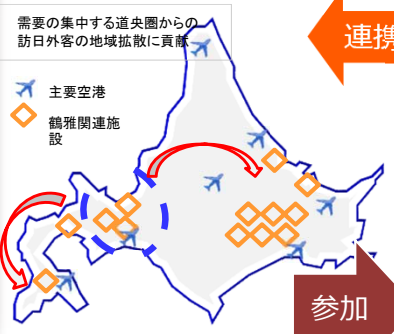 需要の集中する道央圏からの
訪日外客の地域拡散に貢献
主要空港
鶴雅関連施
設
連携
参加